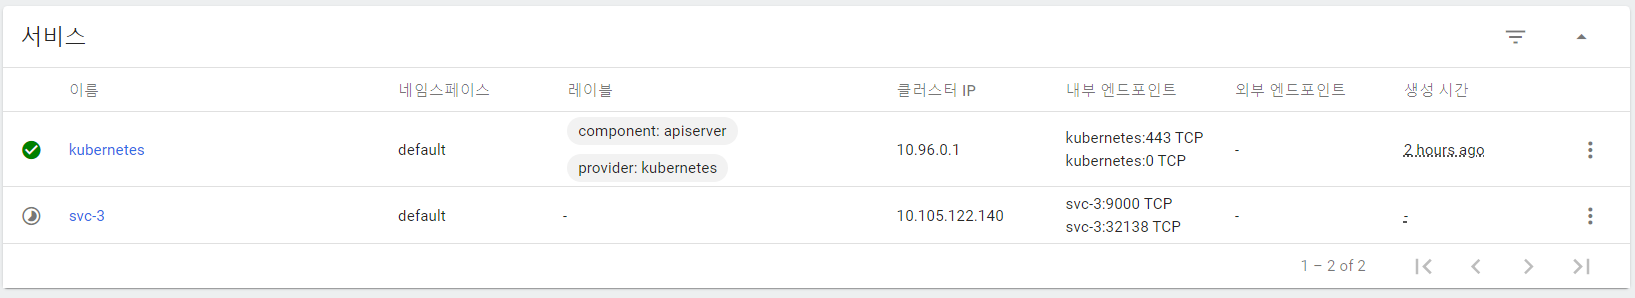 서비스
이름 네임스페이스 레이블 클러스터 IP 내부 엔드포인트 외부 엔드포인트 생성 시간
kubernetes default component: apiserver provider: kubernetes 10.96.0.1 kubernetes:443 TCP kubernetes:0 TCP - 2 hours ago
svc-3 default - 10.105.122.140 svc-3:9000 TCP svc-3:32138 TCP - -
1 – 2 of 2